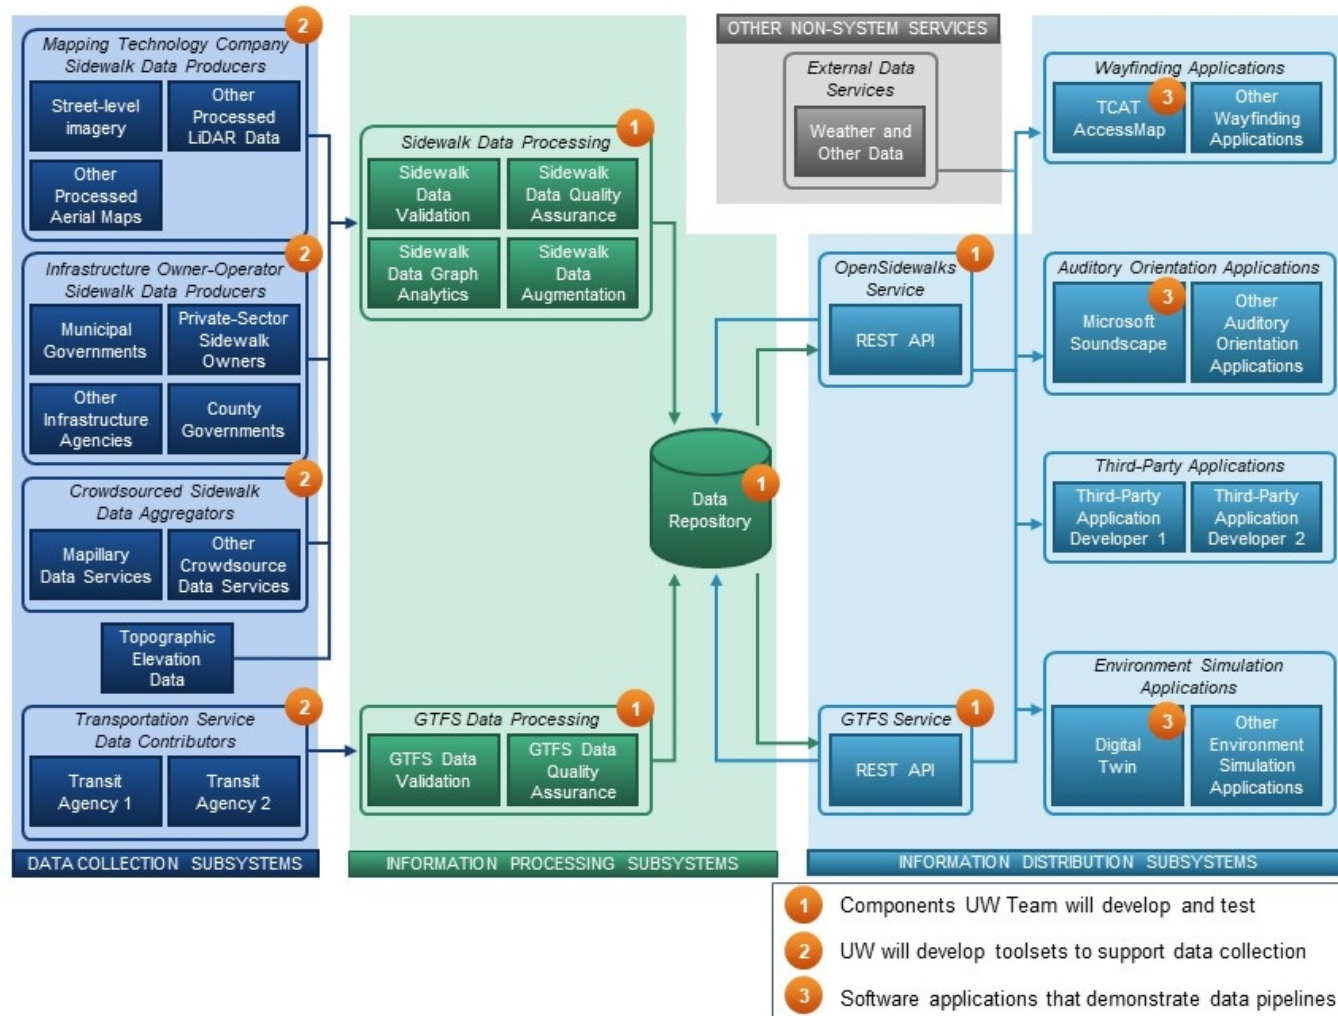 2
Mapping Technology Company
Sidewalk Data Producers
Street-level
imagery
Other
Processed
LiDAR Data
Other
Processed
Aerial Maps
2
Infrastructure Owner-Operator
Sidewalk Data Producers
Municipal
Governments
Private-Sector
Sidewalk
Owners
Other
Infrastructure
Agencies
County
Governments
2
Crowdsourced Sidewalk
Data Aggregators
Mapillary
Data Services
Other
Crowdsource
Data Services
Topographic
Elevation
Data
2
Transportation Service
Data Contributors
Transit
Agency 1
Transit
Agency 2
DATA COLLECTION SUBSYSTEMS
1
Sidewalk Data Processing
Sidewalk
Data
Validation
Sidewalk
Data Quality
Assurance
Sidewalk
Data Graph
Analytics
Sidewalk
Data
Augmentation
Data
Repository
1
1
GTFS Data Processing
GTFS Data
Validation
GTFS Data
Quality
Assurance
INFORMATION PROCESSING SUBSYSTEMS
OTHER NON-SYSTEM SERVICES
External Data
Services
Weather and
Other Data
1
OpenSidewalks
Service
REST API
1
GTFS Service
REST API
Wayfinding Applications
TCAT
AccessMap
3
Other
Wayfinding
Applications
Auditory Orientation Applications
Microsoft
Soundscape
3
Other
Auditory
Orientation
Applications
Third-Party Applications
Third-Party
Application
Developer 1
Third-Party
Application
Developer 2
Environment Simulation
Applications
Digital
Twin
3
Other
Environment
Simulation
Applications
INFORMATION DISTRIBUTION SUBSYSTEMS
1 Components UW Team will develop and test
2 UW will develop toolsets to support data collection
3 Software applications that demonstrate data pipelines